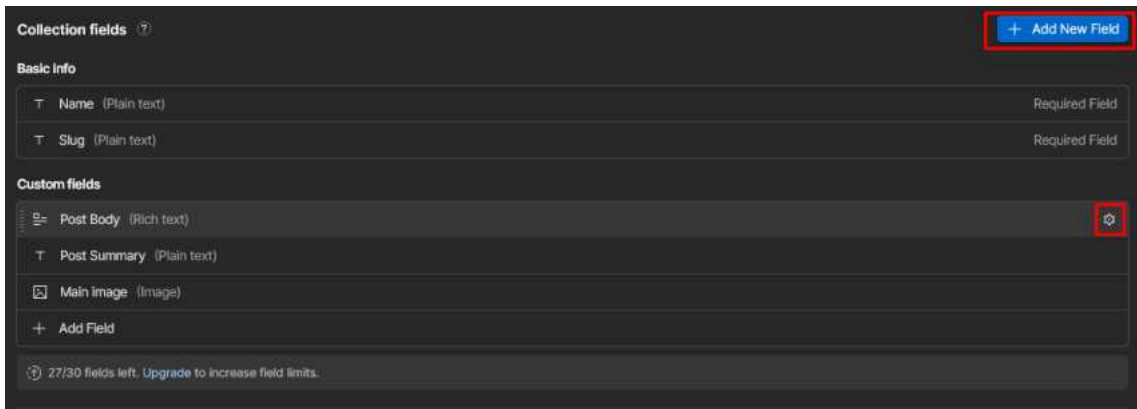 Collection fields ?
+ Add New Field
Basic info
Name (Plain text) Required Field
Slug (Plain text) Required Field
Custom fields
Post Body (Rich text)
Post Summary (Plain text)
Main image (Image)
+ Add Field
27/30 fields left. Upgrade to increase field limits.